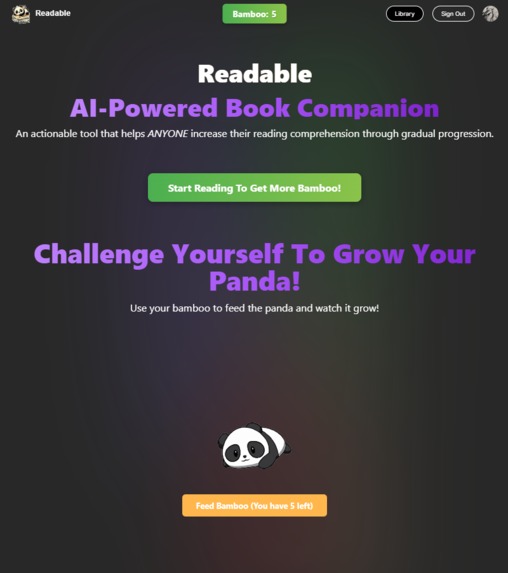 Readable
Bamboo: 5
Library
Sign Out
Readable
AI-Powered Book Companion
An actionable tool that helps ANYONE increase their reading comprehension through gradual progression.
Start Reading To Get More Bamboo!
Challenge Yourself To Grow Your
Panda!
Use your bamboo to feed the panda and watch it grow!
Feed Bamboo (You have 5 left)